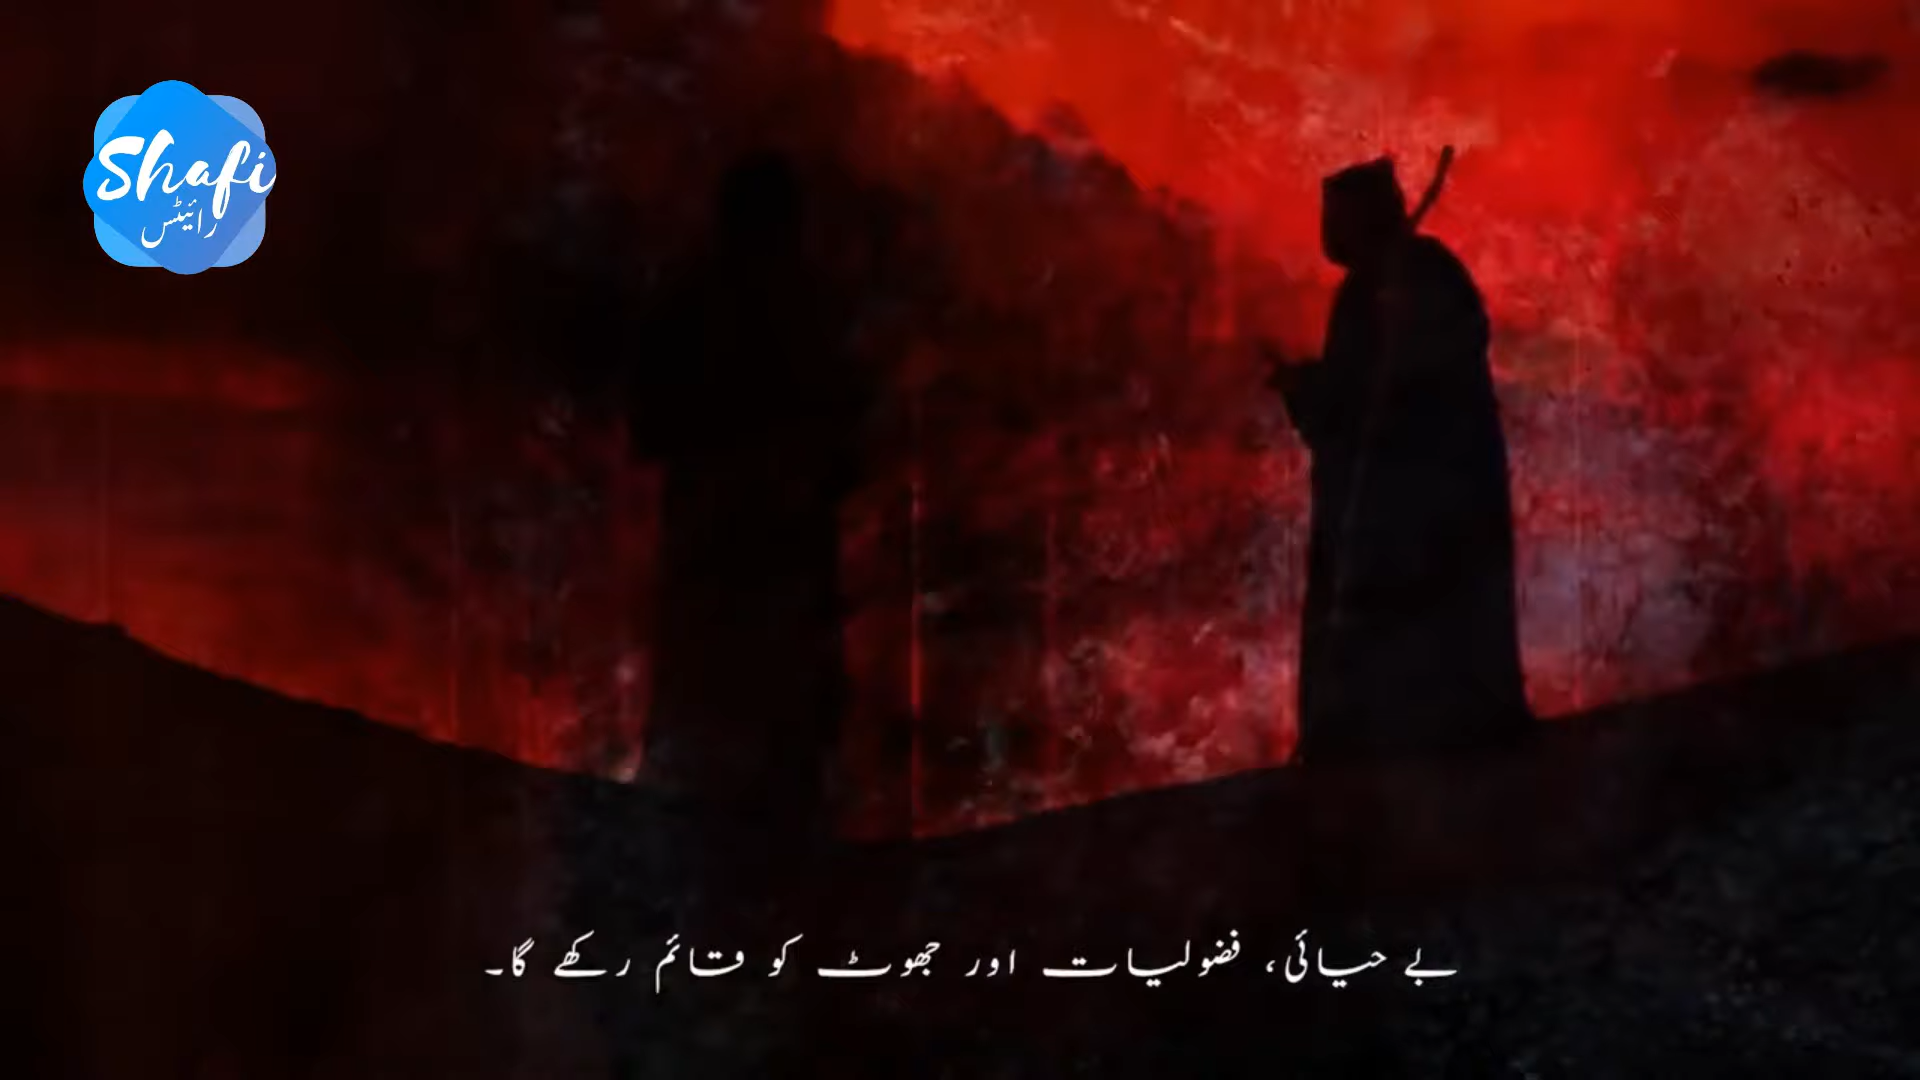 Shafi
رائیٹس
بے حیائی، فضولیات اور جھوٹ کو قائم رکھے گا۔